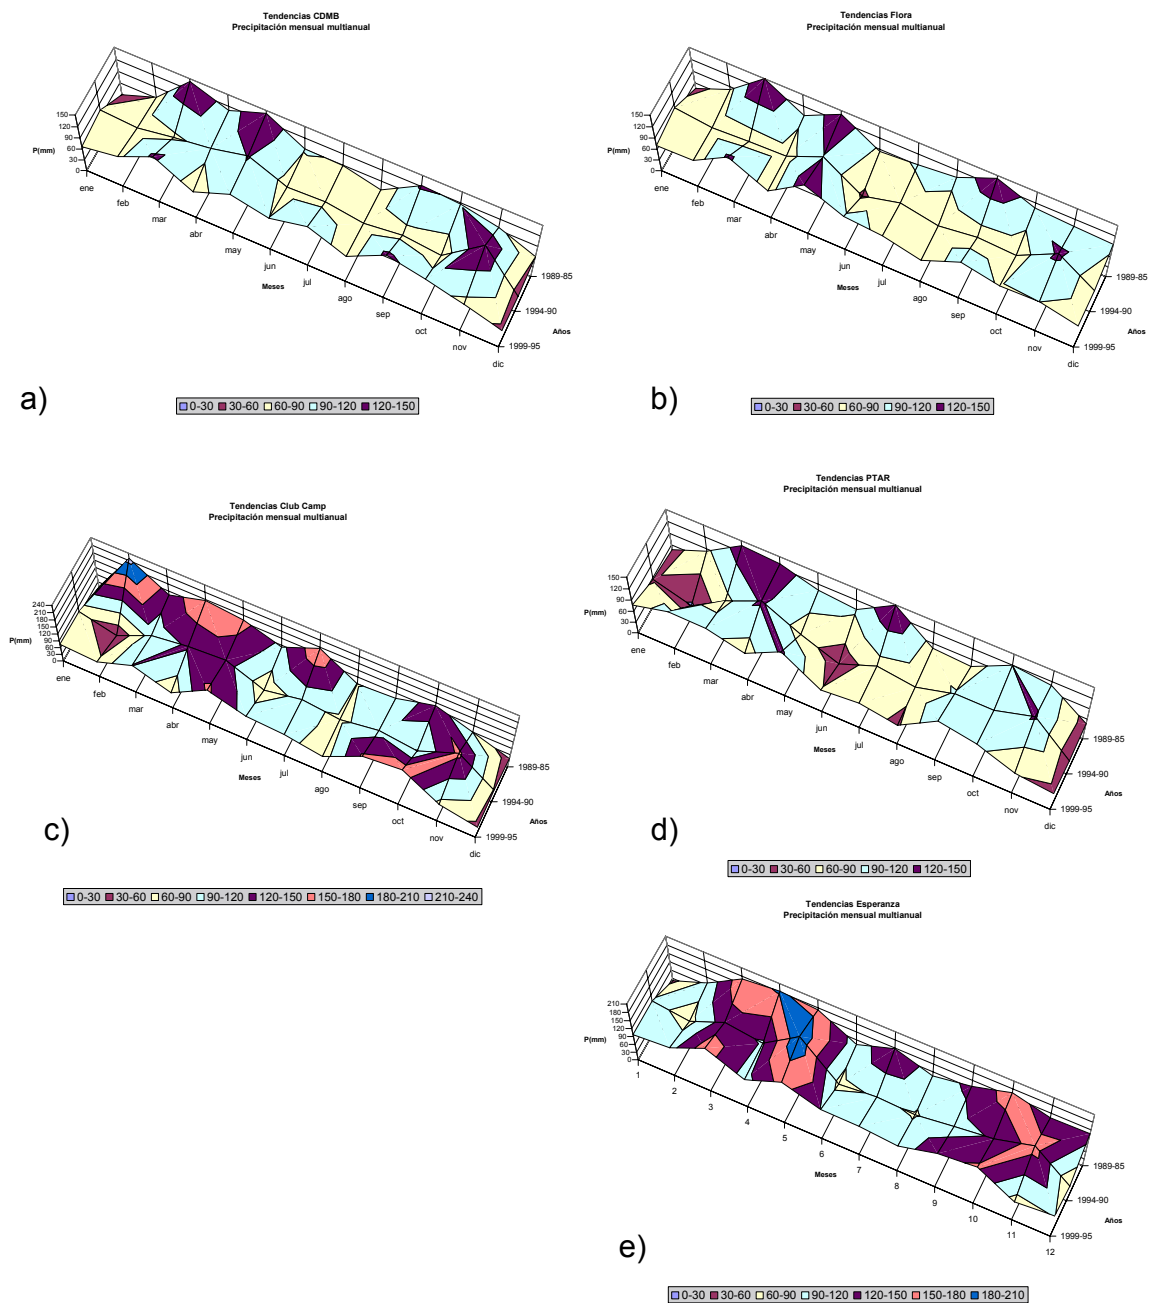 Tendencias CDMB
Precipitación mensual multianual
150
120
90
60
30
0
P(mm)
ene
feb
mar
abr
may
jun
jul
ago
sep
oct
nov
dic
Meses
1989-85
1994-90
1999-95
Años
a)
0-30 30-60 60-90 90-120 120-150
Tendencias Flora
Precipitación mensual multianual
150
120
90
60
30
0
P(mm)
ene
feb
mar
abr
may
jun
jul
ago
sep
oct
nov
dic
Meses
1989-85
1994-90
1999-95
Años
b)
0-30 30-60 60-90 90-120 120-150
Tendencias Club Camp
Precipitación mensual multianual
240
210
180
150
120
90
60
30
0
P(mm)
ene
feb
mar
abr
may
jun
jul
ago
sep
oct
nov
dic
Meses
1989-85
1994-90
1999-95
Años
c)
0-30 30-60 60-90 90-120 120-150 150-180 180-210 210-240
Tendencias PTAR
Precipitación mensual multianual
150
120
90
60
30
0
P(mm)
ene
feb
mar
abr
may
jun
jul
ago
sep
oct
nov
dic
Meses
1989-85
1994-90
1999-95
Años
d)
0-30 30-60 60-90 90-120 120-150
Tendencias Esperanza
Precipitación mensual multianual
210
180
150
120
90
60
30
0
P(mm)
1
2
3
4
5
6
7
8
9
10
11
12
Meses
1989-85
1994-90
1999-95
Años
e)
0-30 30-60 60-90 90-120 120-150 150-180 180-210